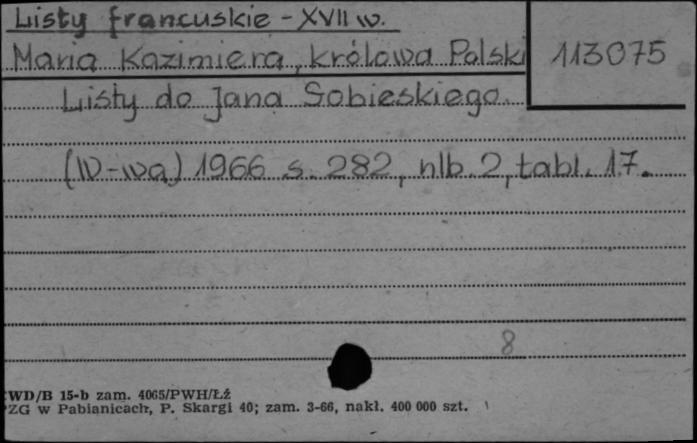 Listy francuskie - XVII w.
Maria Kazimiera, królowa Polski
113075
Listy do Jana Sobieskiego.
(W-wa) 1966 s. 282, nlb. 2, tabl. 17.
8
WD/B 15-b zam. 4065/PWH/Łź
PZG w Pabianicach, P. Skargi 40; zam. 3-66, nakł. 400 000 szt.